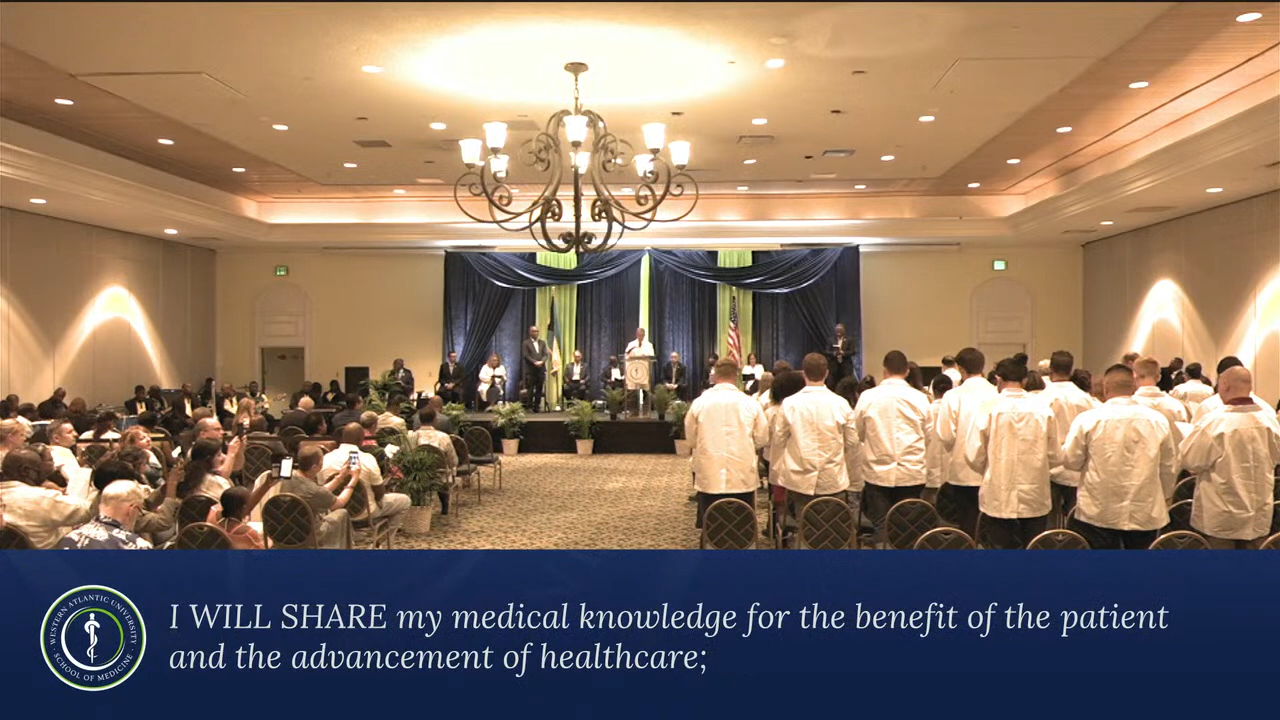 WESTERN ATLANTIC UNIVERSITY
SCHOOL OF MEDICINE
I WILL SHARE my medical knowledge for the benefit of the patient
and the advancement of healthcare;